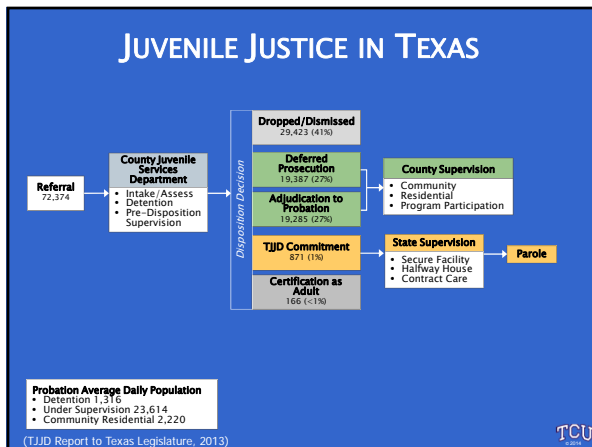 JUVENILE JUSTICE IN TEXAS
Referral
72,374
County Juvenile
Services
Department
• Intake/Assess
• Detention
• Pre-Disposition
Supervision
Disposition Decision
Dropped/Dismissed
29,423 (41%)
Deferred
Prosecution
19,387 (27%)
Adjudication to
Probation
19,285 (27%)
TJJD Commitment
871 (1%)
Certification as
Adult
166 (<1%)
County Supervision
• Community
• Residential
• Program Participation
State Supervision
• Secure Facility
• Halfway House
• Contract Care
Parole
Probation Average Daily Population
• Detention 1,316
• Under Supervision 23,614
• Community Residential 2,220
(TJJD Report to Texas Legislature, 2013)
TCU
© 2014